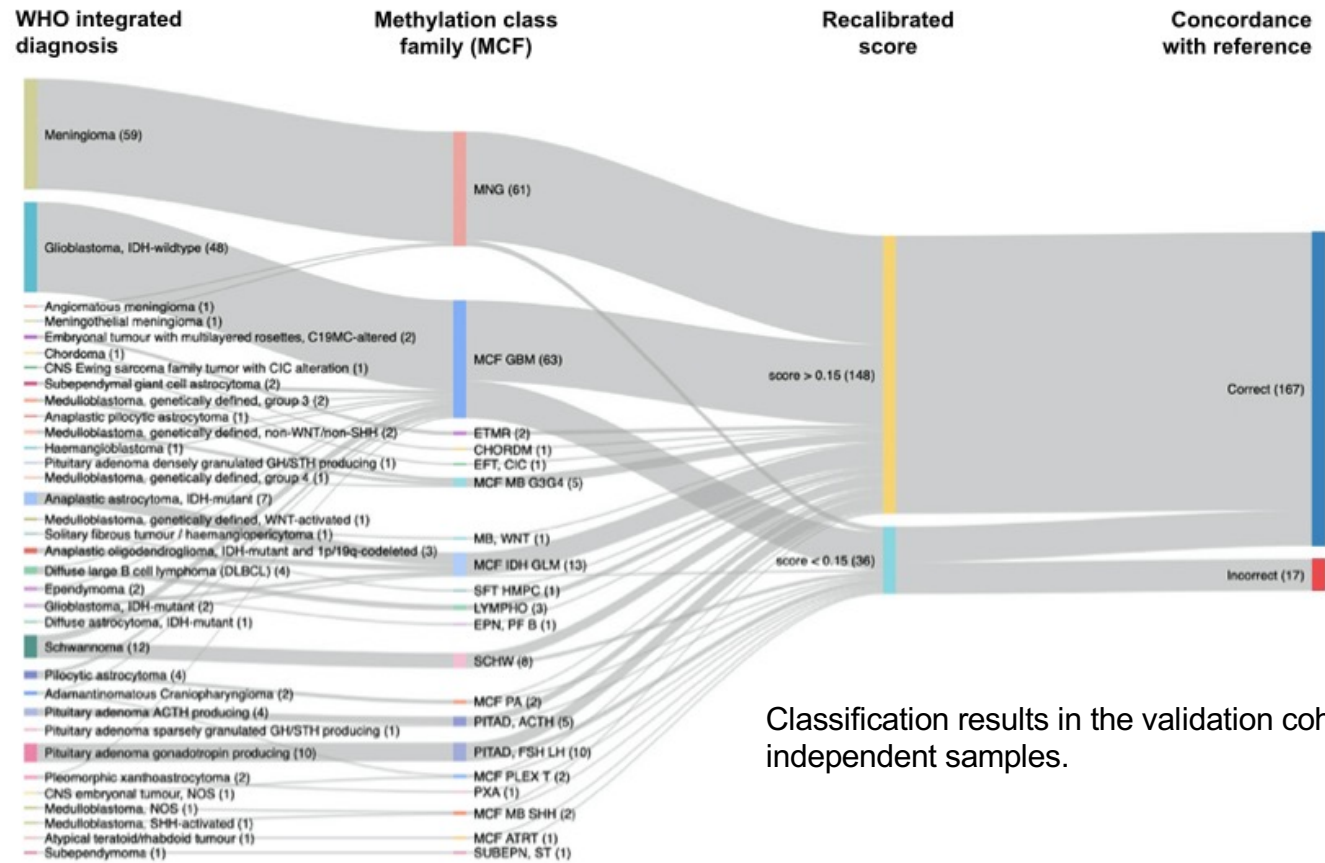 WHO integrated
diagnosis
Methylation class
family (MCF)
Recalibrated
score
Concordance
with reference
Meningioma (59)
Glioblastoma, IDH-wildtype (48)
Angiomatous meningioma (1)
Meningothelial meningioma (1)
Embryonal tumour with multilayered rosettes, C19MC-altered (2)
Chordoma (1)
CNS Ewing sarcoma family tumor with CIC alteration (1)
Subependymal giant cell astrocytoma (2)
Medulloblastoma, genetically defined, group 3 (2)
Anaplastic pilocytic astrocytoma (1)
Medulloblastoma, genetically defined, non-WNT/non-SHH (2)
Haemangioblastoma (1)
Pituitary adenoma densely granulated GH/STH producing (1)
Medulloblastoma, genetically defined, group 4 (1)
Anaplastic astrocytoma, IDH-mutant (7)
Medulloblastoma, genetically defined, WNT-activated (1)
Solitary fibrous tumour / haemangiopericytoma (1)
Anaplastic oligodendroglioma, IDH-mutant and 1p/19q-codeleted (3)
Diffuse large B cell lymphoma (DLBCL) (4)
Ependymoma (2)
Glioblastoma, IDH-mutant (2)
Diffuse astrocytoma, IDH-mutant (1)
Schwannoma (12)
Pilocytic astrocytoma (4)
Adamantinomatous Craniopharyngioma (2)
Pituitary adenoma ACTH producing (4)
Pituitary adenoma sparsely granulated GH/STH producing (1)
Pituitary adenoma gonadotropin producing (10)
Pleomorphic xanthoastrocytoma (2)
CNS embryonal tumour, NOS (1)
Medulloblastoma, NOS (1)
Medulloblastoma, SHH-activated (1)
Atypical teratoid/rhabdoid tumour (1)
Subependymoma (1)
MNG (61)
MCF GBM (63)
ETMR (2)
CHORDM (1)
EFT, CIC (1)
MCF MB G3G4 (5)
MB, WNT (1)
MCF IDH GLM (13)
SFT HMPC (1)
LYMPHO (3)
EPN, PF B (1)
SCHW (8)
MCF PA (2)
PITAD, ACTH (5)
PITAD, FSH LH (10)
MCF PLEX T (2)
PXA (1)
MCF MB SHH (2)
MCF ATRT (1)
SUBEPN, ST (1)
score > 0.15 (148)
score < 0.15 (36)
Correct (167)
Incorrect (17)
Classification results in the validation coh
independent samples.